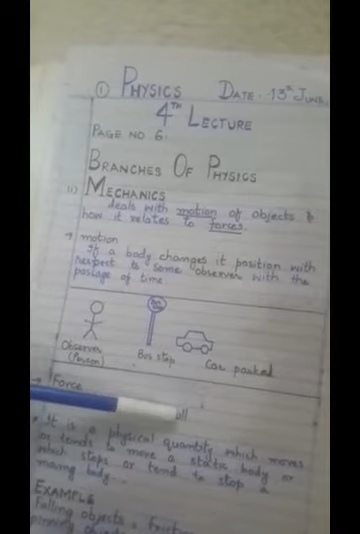 ① PHYSICS DATE. 13th JUNE
4TH LECTURE
PAGE NO 6
BRANCHES OF PHYSICS
ii) MECHANICS
deals with motion of objects &
how it relates to forces.
→ motion
If a body changes it position with
respect to some observer with the
passage of time
Observer
(Person)
Bus stop
Car parked
→ Force
• It is a physical quantity which moves
or tends to move a static body or
which stops or tend to stop a
moving body.
EXAMPLE
Falling objects,